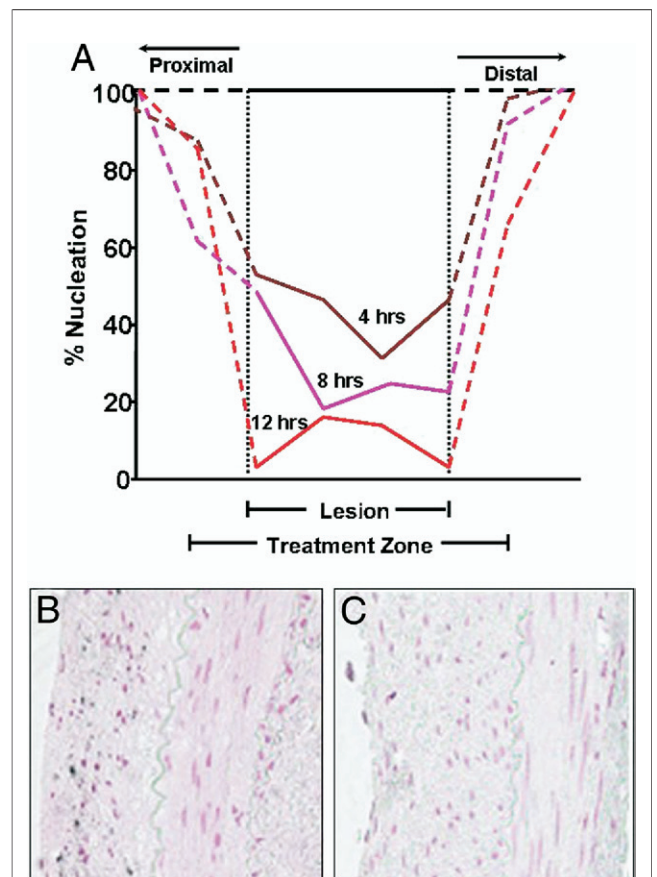 A
Proximal
Distal
% Nucleation
100
80
60
40
20
0
4 hrs
8 hrs
12 hrs
Lesion
Treatment Zone
B
C